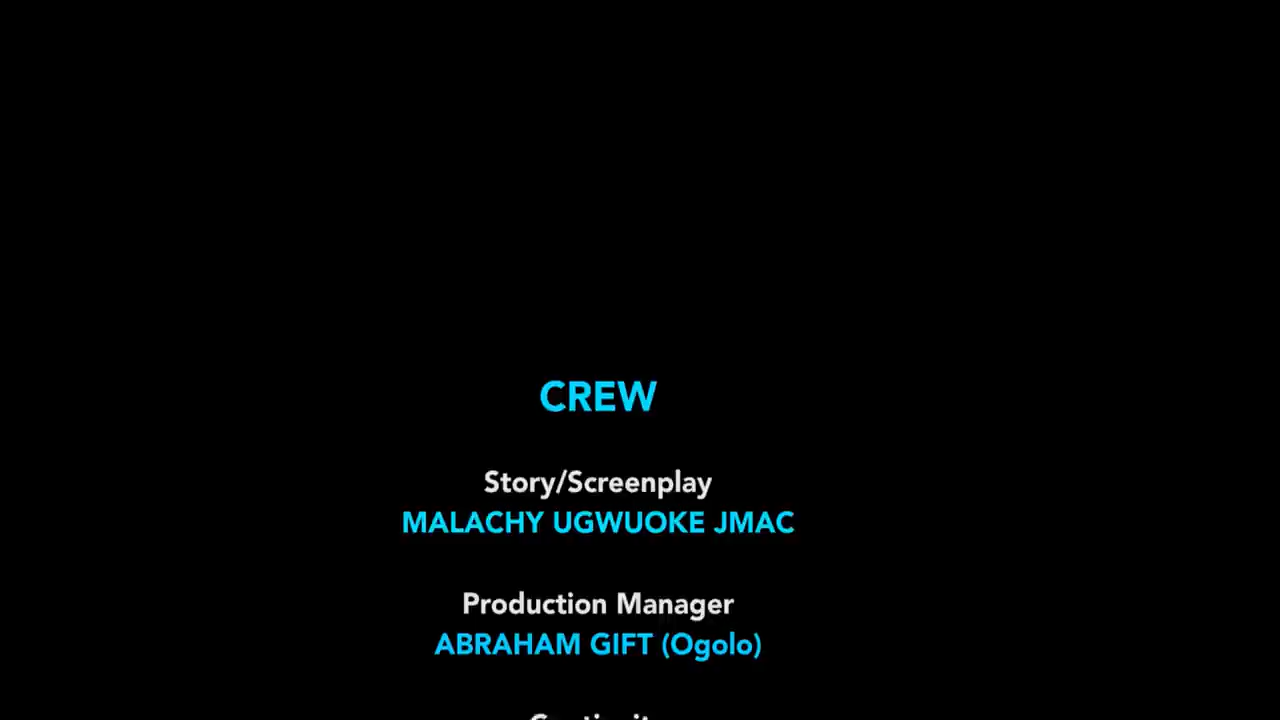 CREW
Story/Screenplay
MALACHY UGWUOKE JMAC
Production Manager
ABRAHAM GIFT (Ogolo)